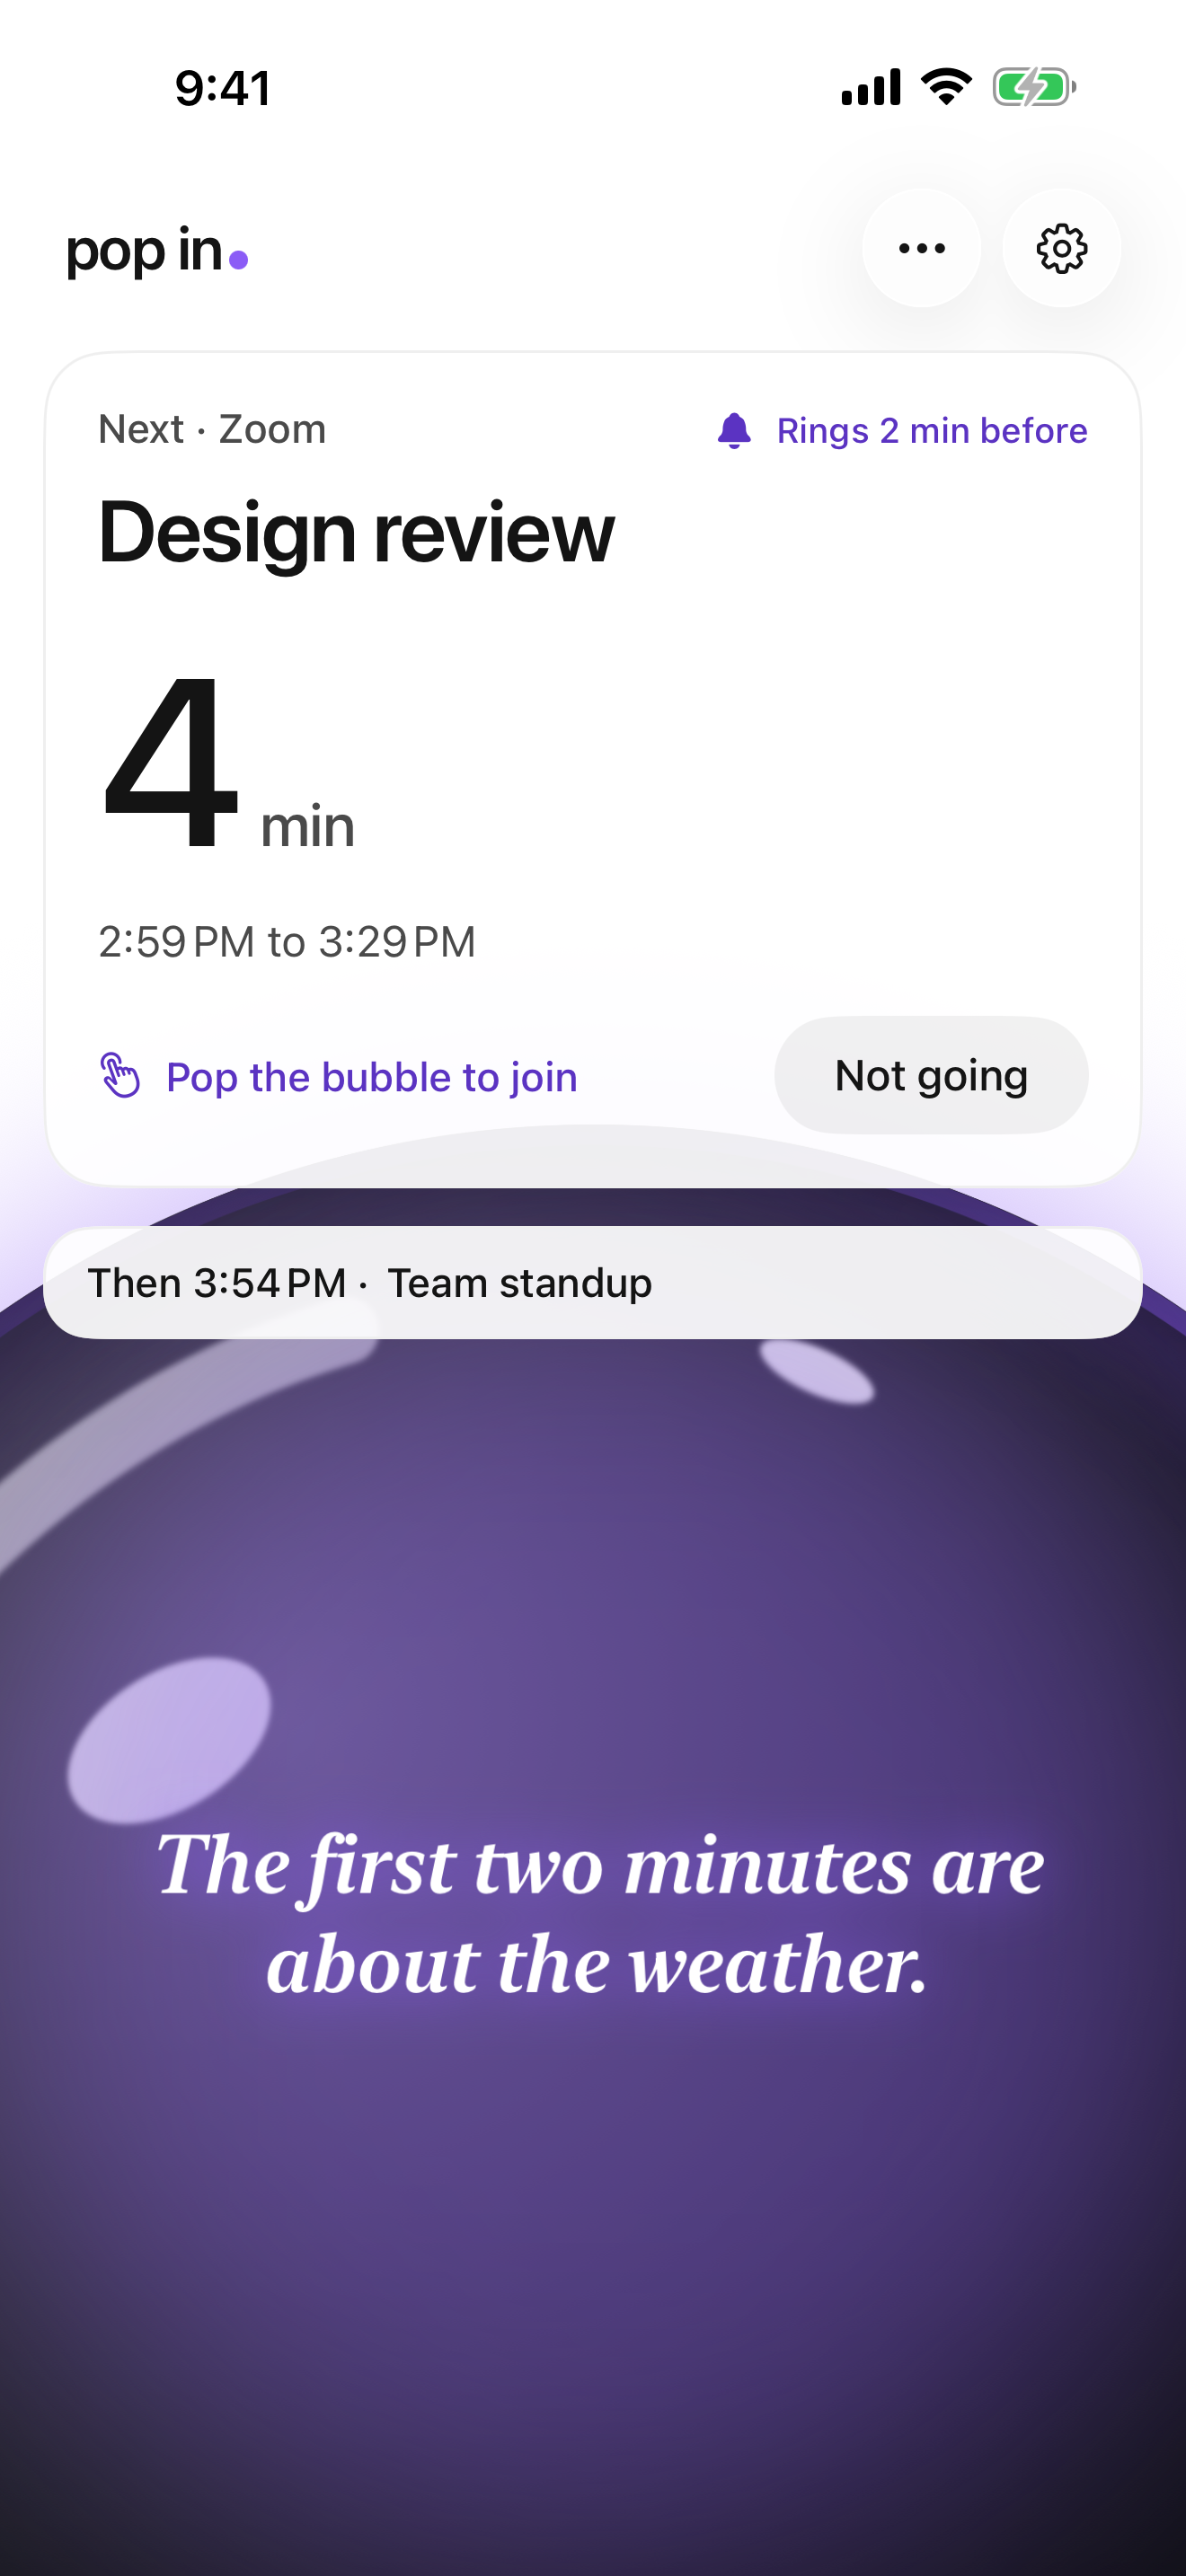 9:41
pop in
Next · Zoom
Rings 2 min before
Design review
4 min
2:59 PM to 3:29 PM
Pop the bubble to join
Not going
Then 3:54 PM · Team standup
The first two minutes are
about the weather.